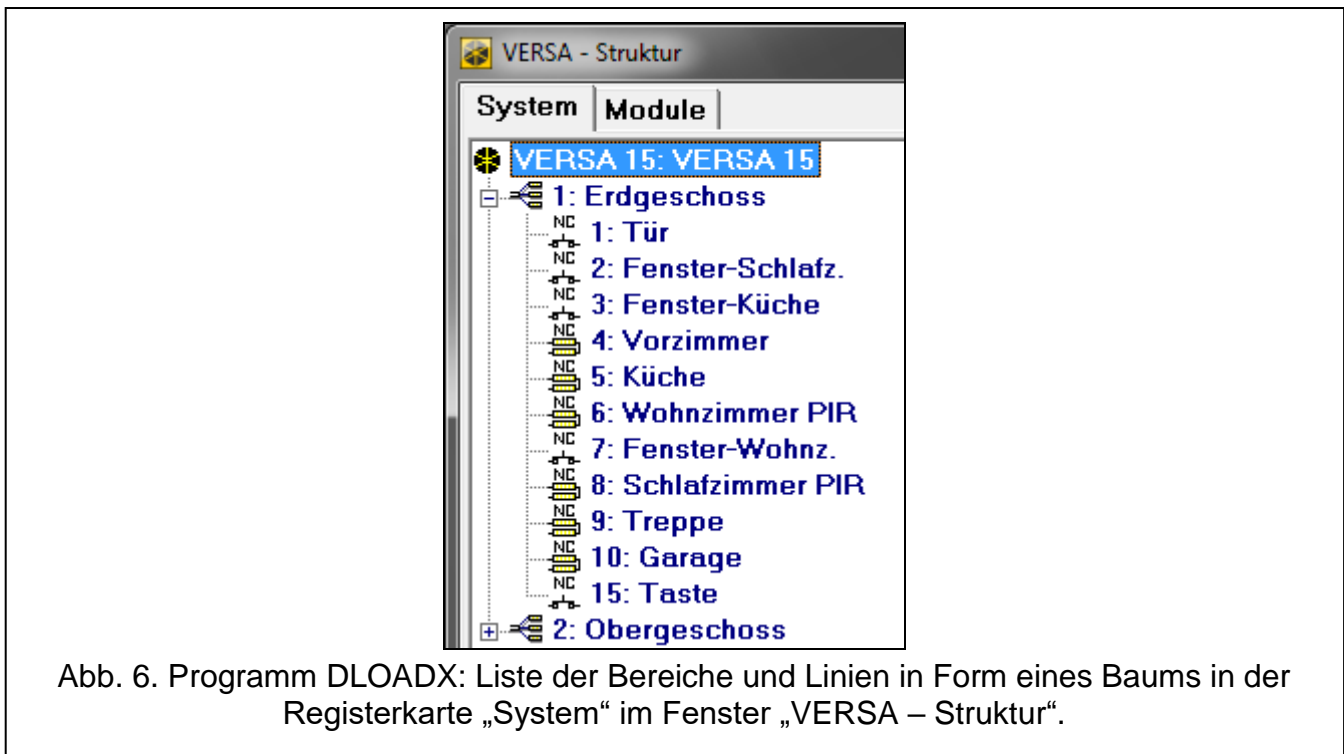 VERSA - Struktur
System Module
VERSA 15: VERSA 15
1: Erdgeschoss
NC 1: Tür
NC 2: Fenster-Schlafz.
NC 3: Fenster-Küche
NC 4: Vorzimmer
NC 5: Küche
NC 6: Wohnzimmer PIR
NC 7: Fenster-Wohnz.
NC 8: Schlafzimmer PIR
NC 9: Treppe
NC 10: Garage
NC 15: Taste
2: Obergeschoss
Abb. 6. Programm DLOADX: Liste der Bereiche und Linien in Form eines Baums in der
Registerkarte „System“ im Fenster „VERSA – Struktur“.